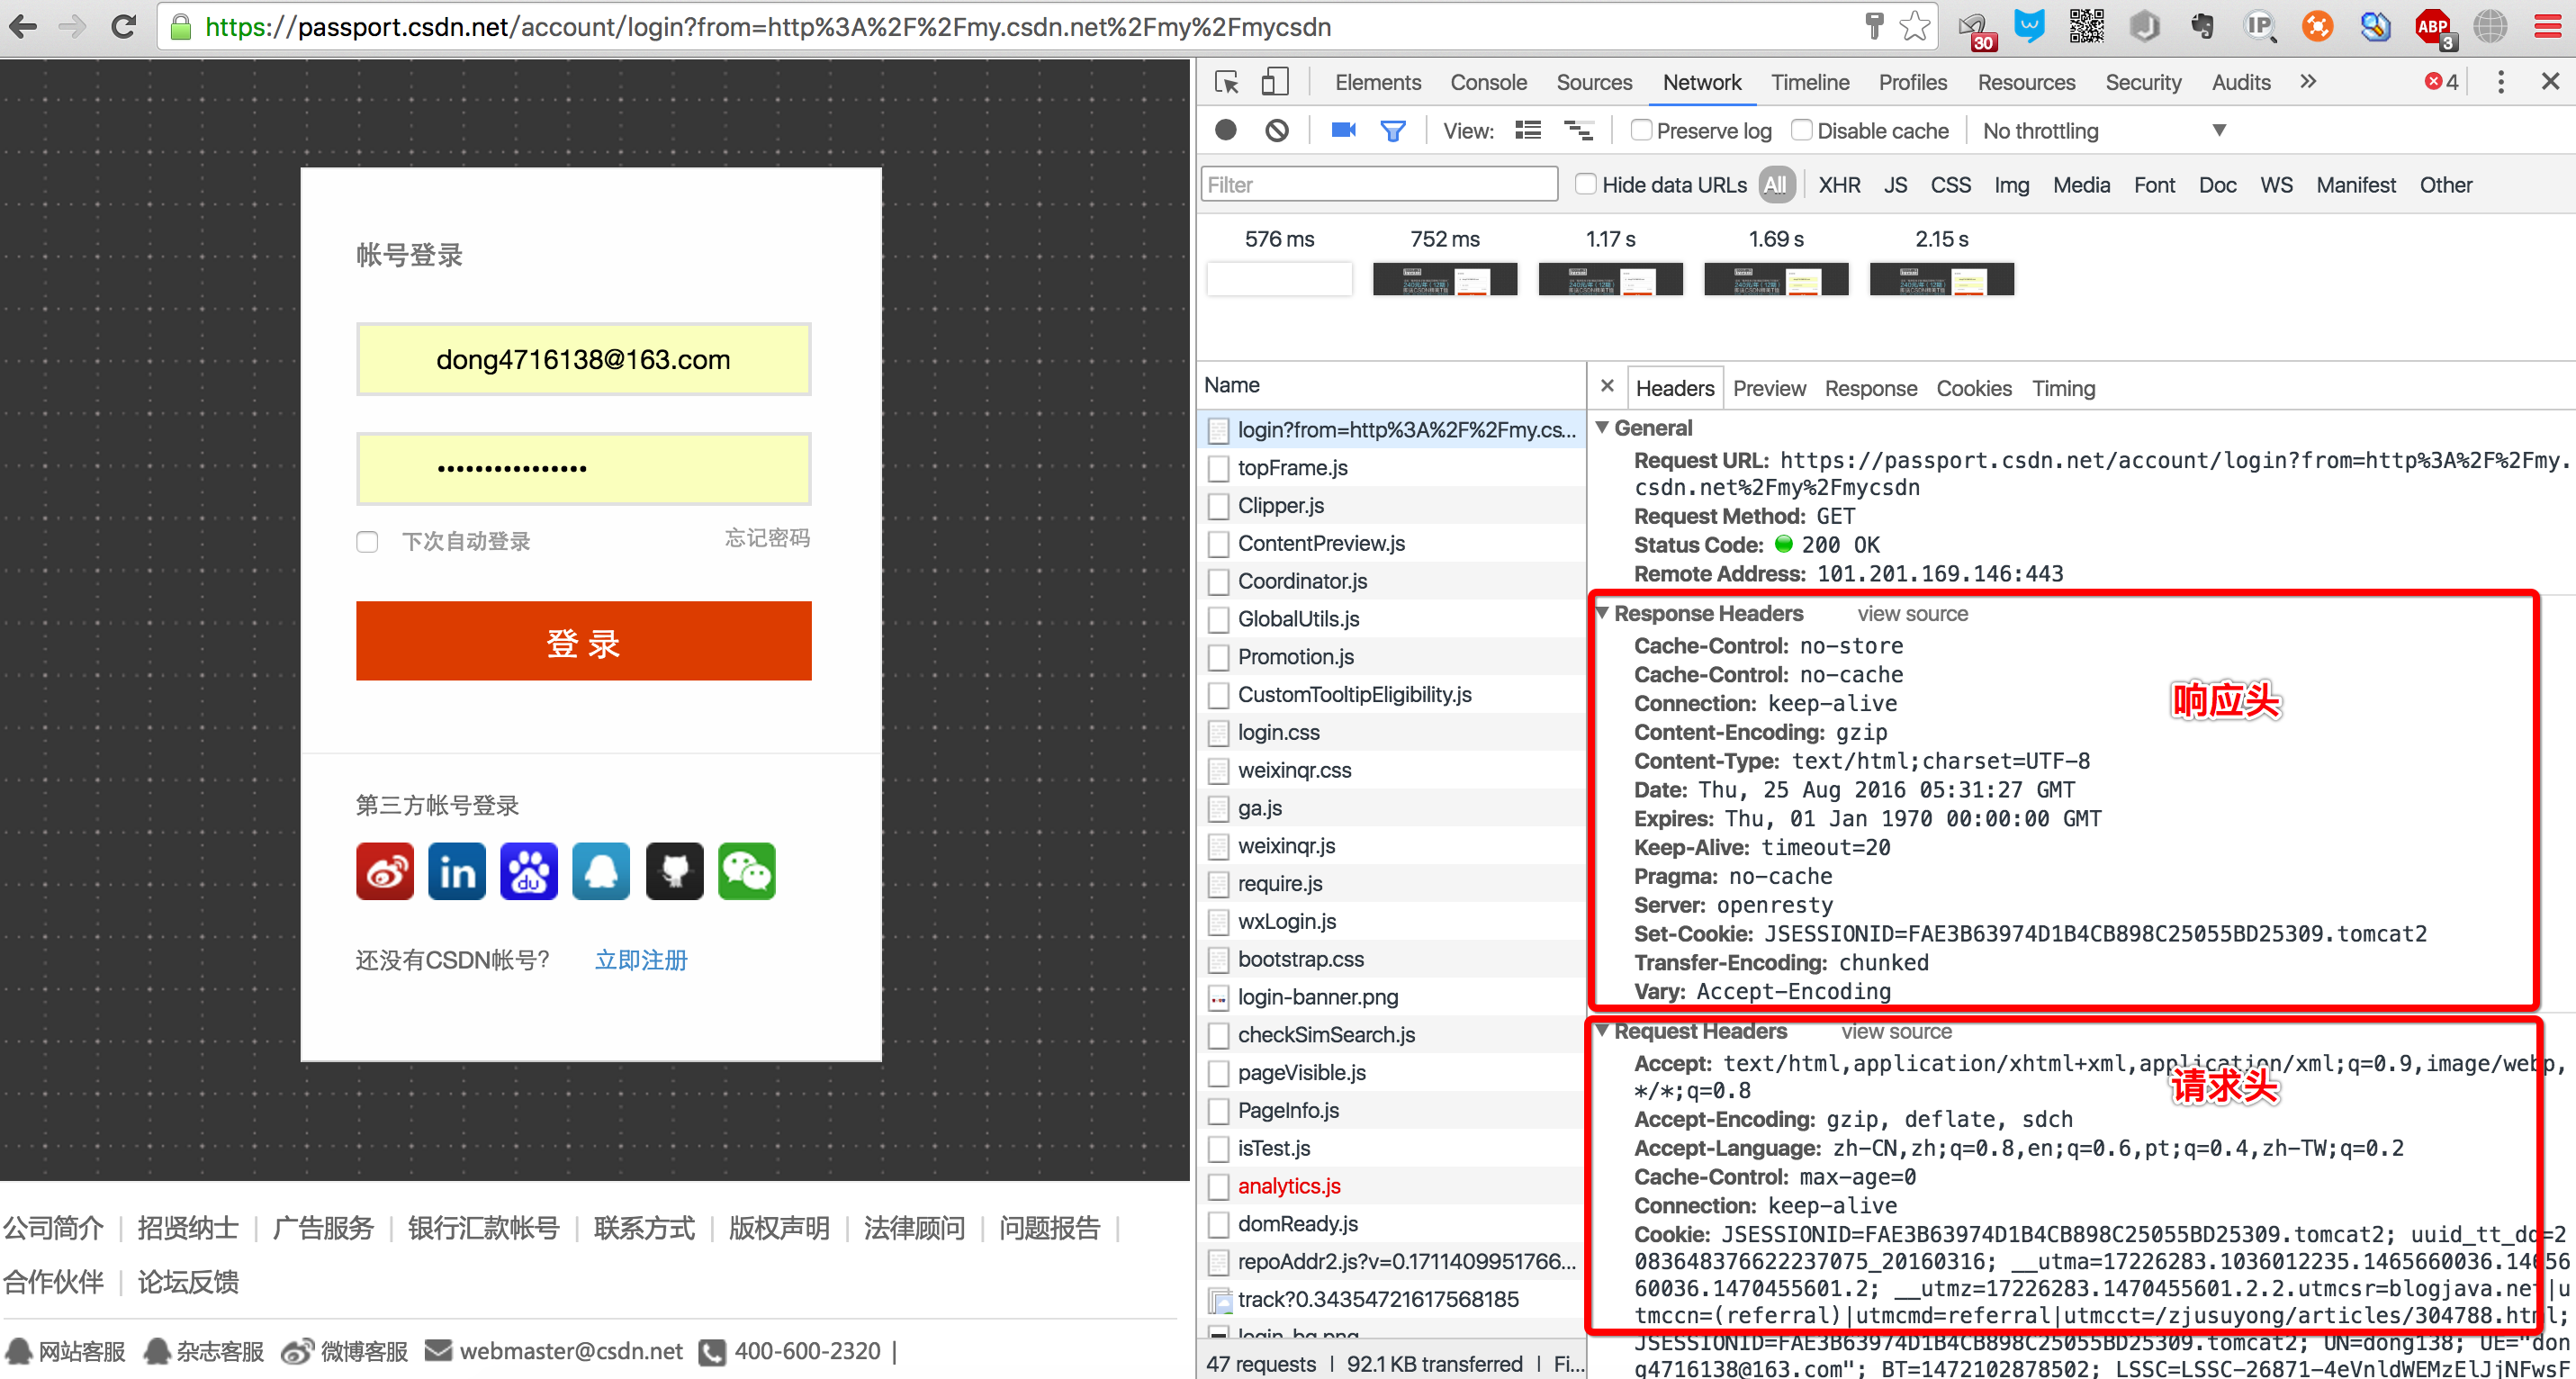 https://passport.csdn.net/account/login?from=http%3A%2F%2Fmy.csdn.net%2Fmy%2Fmycsdn
30
IP
ABP
3
帐号登录
dong4716138@163.com
••••••••••••••••
下次自动登录
忘记密码
登 录
第三方帐号登录
in
du
还没有CSDN帐号?
立即注册
公司简介 | 招贤纳士 | 广告服务 | 银行汇款帐号 | 联系方式 | 版权声明 | 法律顾问 | 问题报告 |
合作伙伴 | 论坛反馈
网站客服 杂志客服 微博客服 webmaster@csdn.net 400-600-2320 |
Elements Console Sources Network Timeline Profiles Resources Security Audits » 4
View: Preserve log Disable cache No throttling
Filter Hide data URLs All XHR JS CSS Img Media Font Doc WS Manifest Other
576 ms 752 ms 1.17 s 1.69 s 2.15 s
Name
login?from=http%3A%2F%2Fmy.cs...
topFrame.js
Clipper.js
ContentPreview.js
Coordinator.js
GlobalUtils.js
Promotion.js
CustomTooltipEligibility.js
login.css
weixinqr.css
ga.js
weixinqr.js
require.js
wxLogin.js
bootstrap.css
login-banner.png
checkSimSearch.js
pageVisible.js
PageInfo.js
isTest.js
analytics.js
domReady.js
repoAddr2.js?v=0.1711409951766...
track?0.34354721617568185
login-bg.png
47 requests | 92.1 KB transferred | Fi...
× Headers Preview Response Cookies Timing
General
Request URL: https://passport.csdn.net/account/login?from=http%3A%2F%2Fmy.
csdn.net%2Fmy%2Fmycsdn
Request Method: GET
Status Code: 200 OK
Remote Address: 101.201.169.146:443
Response Headers view source
Cache-Control: no-store
Cache-Control: no-cache
响应头
Connection: keep-alive
Content-Encoding: gzip
Content-Type: text/html;charset=UTF-8
Date: Thu, 25 Aug 2016 05:31:27 GMT
Expires: Thu, 01 Jan 1970 00:00:00 GMT
Keep-Alive: timeout=20
Pragma: no-cache
Server: openresty
Set-Cookie: JSESSIONID=FAE3B63974D1B4CB898C25055BD25309.tomcat2
Transfer-Encoding: chunked
Vary: Accept-Encoding
Request Headers view source
Accept: text/html,application/xhtml+xml,application/xml;q=0.9,image/webp,
*/*;q=0.8
请求头
Accept-Encoding: gzip, deflate, sdch
Accept-Language: zh-CN,zh;q=0.8,en;q=0.6,pt;q=0.4,zh-TW;q=0.2
Cache-Control: max-age=0
Connection: keep-alive
Cookie: JSESSIONID=FAE3B63974D1B4CB898C25055BD25309.tomcat2; uuid_tt_dd=2
083648376622237075_20160316; __utma=17226283.1036012235.1465660036.14656
60036.1470455601.2; __utmz=17226283.1470455601.2.2.utmcsr=blogjava.net|u
tmccn=(referral)|utmcmd=referral|utmcct=/zjusuyong/articles/304788.html;
JSESSIONID=FAE3B63974D1B4CB898C25055BD25309.tomcat2; UN=dong138; UE="don
g4716138@163.com"; BT=1472102878502; LSSC=LSSC-26871-4eVnldWEMzElJjNFwsF